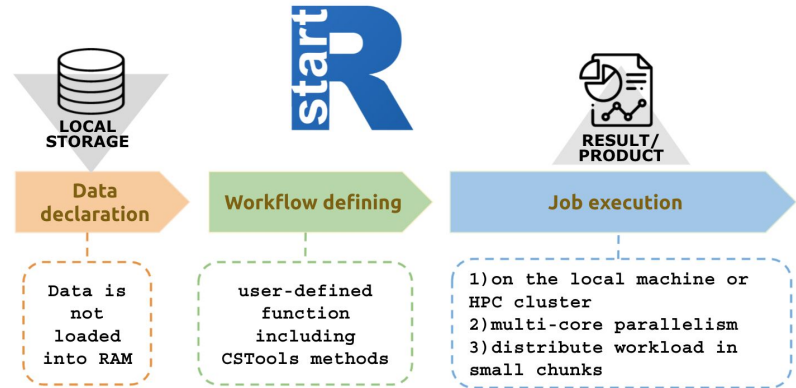 start
R
LOCAL
STORAGE
RESULT/
PRODUCT
Data
declaration
Workflow defining
Job execution
Data is
not
loaded
into RAM
user-defined
function
including
CSTools methods
1)on the local machine or
HPC cluster
2)multi-core parallelism
3)distribute workload in
small chunks